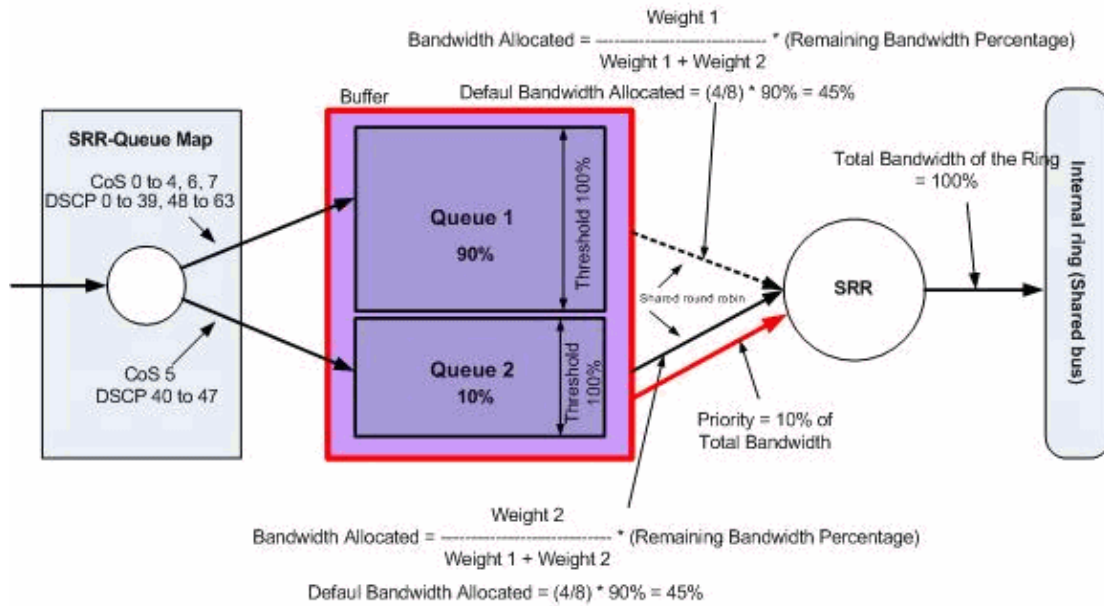 Weight 1
Bandwidth Allocated = ---------------------------- * (Remaining Bandwidth Percentage)
Weight 1 + Weight 2
Defaul Bandwidth Allocated = (4/8) * 90% = 45%
Buffer
SRR-Queue Map
CoS 0 to 4, 6, 7
DSCP 0 to 39, 48 to 63
CoS 5
DSCP 40 to 47
Queue 1
90%
Threshold 100%
Queue 2
10%
Threshold
100%
Shared round robin
SRR
Total Bandwidth of the Ring
= 100%
Internal ring (Shared bus)
Priority = 10% of
Total Bandwidth
Weight 2
Bandwidth Allocated = ---------------------------- * (Remaining Bandwidth Percentage)
Weight 1 + Weight 2
Defaul Bandwidth Allocated = (4/8) * 90% = 45%